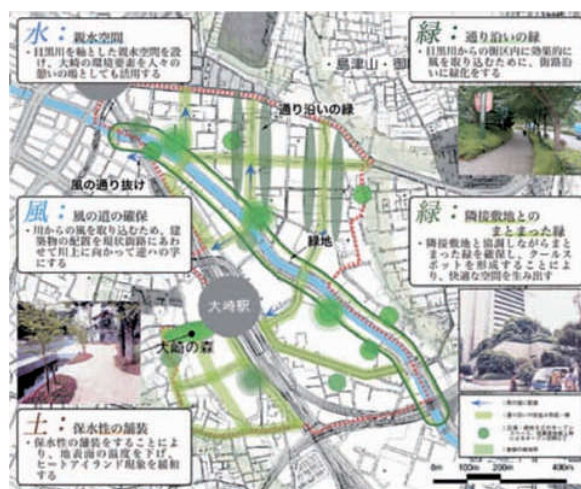 水：親水空間
・目黒川を軸とした親水空間を設
け、大崎の環境要素を人々の
憩いの場としても活用する
緑：通り沿いの緑
・目黒川からの街区内に効果的に
風を取り込むために、街路
沿いに緑化をする
・島津山・御
通り沿いの緑
風の通り抜け
風：風の道の確保
・川からの風を取り込むため、建
築物の配置を現状街路にあわ
せて川上に向かって逆ハの字
にする
緑：隣接敷地との
まとまった緑
・隣接敷地と協調しながらまと
まった緑を確保し、クールス
ポットを形成することによ
り、快適な空間を生み出す
緑地
大崎駅
大崎の森
土：保水性の舗装
・保水性の舗装をすることによ
り、地表面の温度を下げ、
ヒートアイランド現象を緩和
する
0m 100m 200m 400m